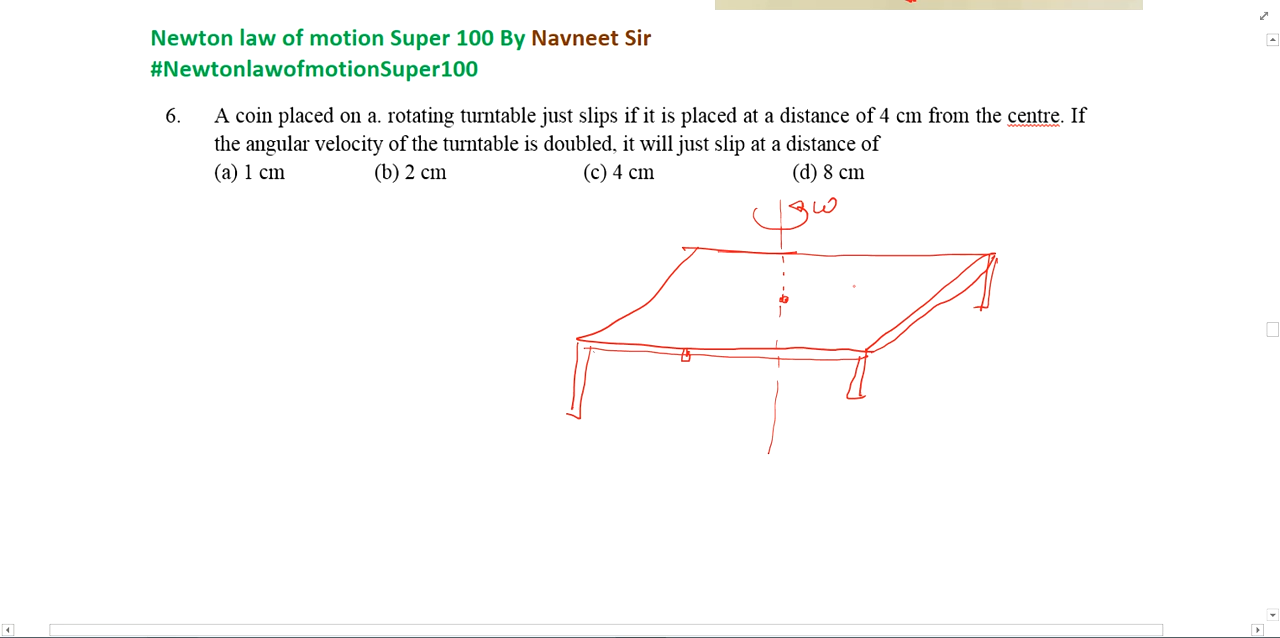 Newton law of motion Super 100 By Navneet Sir
#NewtonlawofmotionSuper100
6. A coin placed on a. rotating turntable just slips if it is placed at a distance of 4 cm from the centre. If
the angular velocity of the turntable is doubled, it will just slip at a distance of
(a) 1 cm (b) 2 cm (c) 4 cm (d) 8 cm
ω